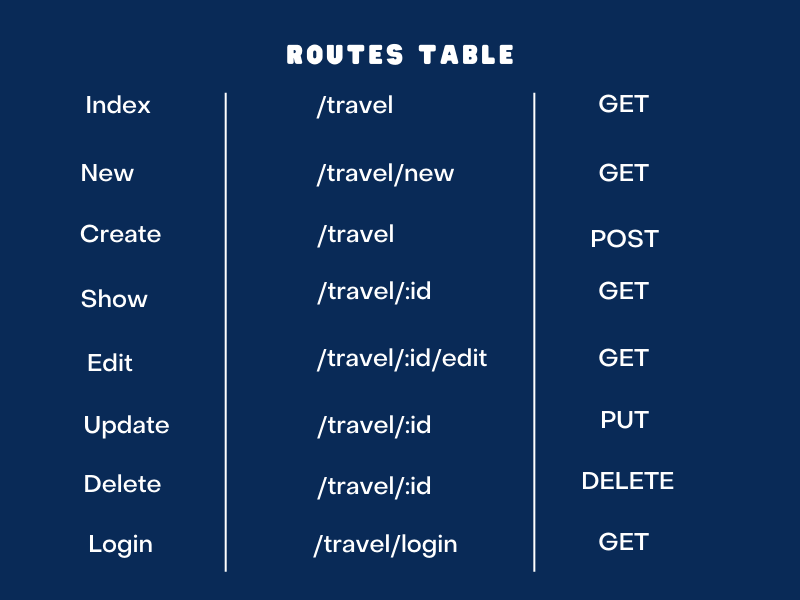 ROUTES TABLE
Index /travel GET
New /travel/new GET
Create /travel POST
Show /travel/:id GET
Edit /travel/:id/edit GET
Update /travel/:id PUT
Delete /travel/:id DELETE
Login /travel/login GET